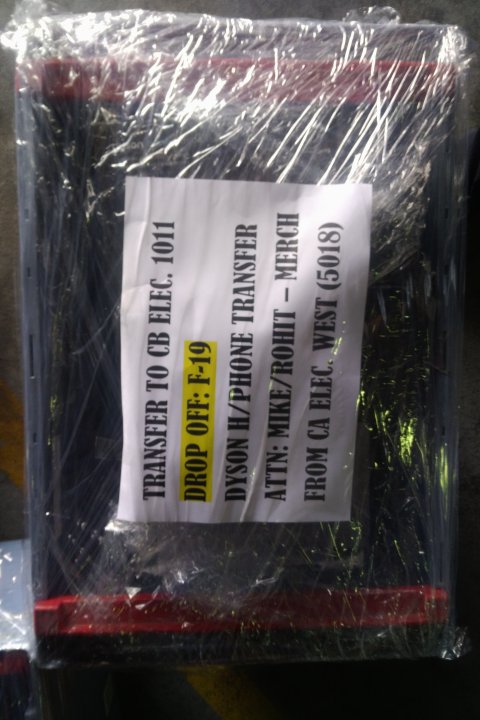 TRANSFER TO CB ELEC. 1011
DROP OFF: F-19
DYSON H/PHONE TRANSFER
ATTN: MIKE/ROHIT – MERCH
FROM CA ELEC. WEST (5018)